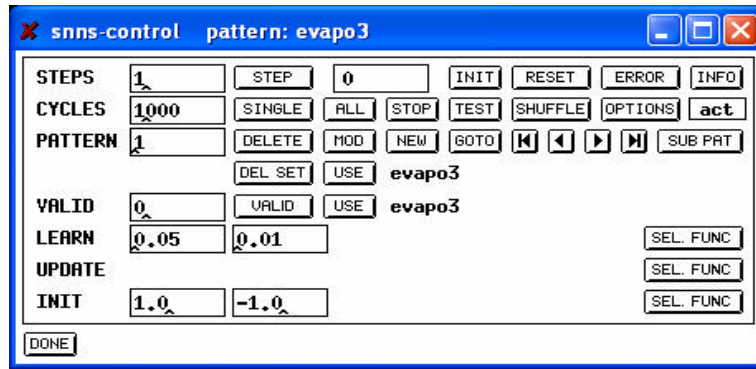 snns-control pattern: evapo3
STEPS 1 STEP 0 INIT RESET ERROR INFO
CYCLES 1000 SINGLE ALL STOP TEST SHUFFLE OPTIONS act
PATTERN 1 DELETE MOD NEW GOTO SUB PAT
DEL SET USE evapo3
VALID 0 VALID USE evapo3
LEARN 0.05 0.01 SEL. FUNC
UPDATE SEL. FUNC
INIT 1.0 -1.0 SEL. FUNC
DONE